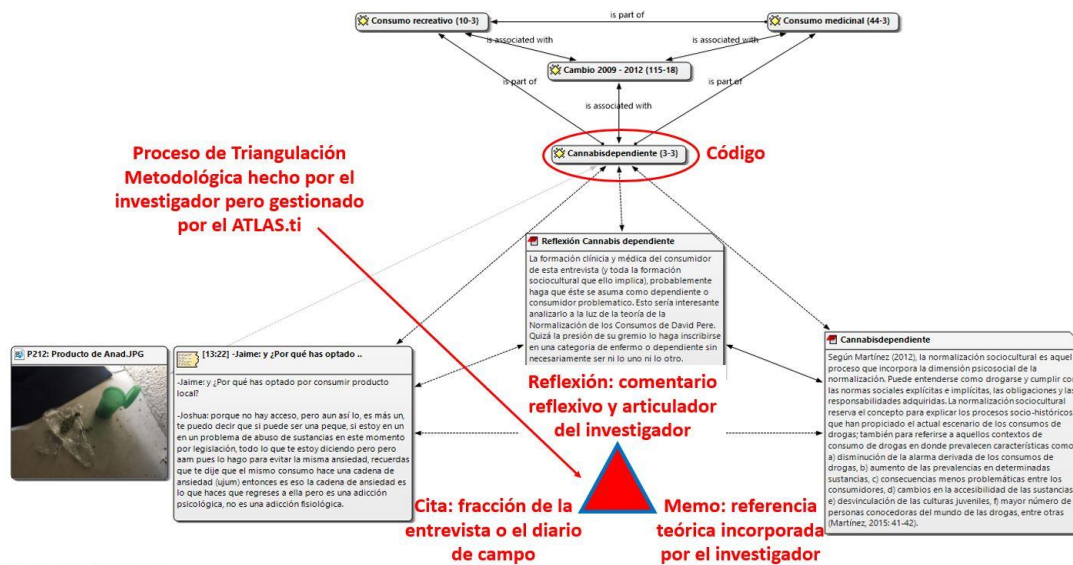 Consumo recreativo {10-3}
is part of
Consumo medicinal {44-3}
is associated with
is associated with
Cambio 2009 - 2012 {115-18}
is part of
is part of
is associated with
Cannabisdependiente {3-3}
Código
Proceso de Triangulación
Metodológica hecho por el
investigador pero gestionado
por el ATLAS.ti
Reflexión Cannabis dependiente
La formación clínicia y médica del consumidor
de esta entrevista (y toda la formación
sociocultural que ello implica), probablemente
haga que éste se asuma como dependiente o
consumidor problematico. Esto sería interesante
analizarlo a la luz de la teoría de la
Normalización de los Consumos de David Pere.
Quizá la presión de su gremio lo haga inscribirse
en una categoria de enfermo o dependiente sin
necesariamente ser ni lo uno ni lo otro.
P212: Producto de Anad.JPG
[13:22] -Jaime: y ¿Por qué has optado ..
-Jaime: y ¿Por qué has optado por consumir producto
local?
-Joshua: porque no hay acceso, pero aun así lo, es más un,
te puedo decir que si puede ser una peque, si estoy en un
en un problema de abuso de sustancias en este momento
por legislación, todo lo que te estoy diciendo pero pero
aam pues lo hago para evitar la misma ansiedad, recuerdas
que te dije que el mismo consumo hace una cadena de
ansiedad (ujum) entonces es eso la cadena de ansiedad es
lo que haces que regreses a ella pero es una adicción
psicológica, no es una adicción fisiológica.
Cannabisdependiente
Según Martínez (2012), la normalización sociocultural es aquel
proceso que incorpora la dimensión psicosocial de la
normalización. Puede entenderse como drogarse y cumplir con
las normas sociales explícitas e implícitas, las obligaciones y las
responsabilidades adquiridas. La normalización sociocultural
reserva el concepto para explicar los procesos socio-históricos
que han propiciado el actual escenario de los consumos de
drogas; también para referirse a aquellos contextos de
consumo de drogas en donde prevalecen características como
a) disminución de la alarma derivada de los consumos de
drogas, b) aumento de las prevalencias en determinadas
sustancias, c) consecuencias menos problemáticas entre los
consumidores, d) cambios en la accesibilidad de las sustancias
e) desvinculación de las culturas juveniles, f) mayor número de
personas conocedoras del mundo de las drogas, entre otras
(Martínez, 2015: 41-42).
Reflexión: comentario
reflexivo y articulador
del investigador
Cita: fracción de la
entrevista o el diario
de campo
Memo: referencia
teórica incorporada
por el investigador